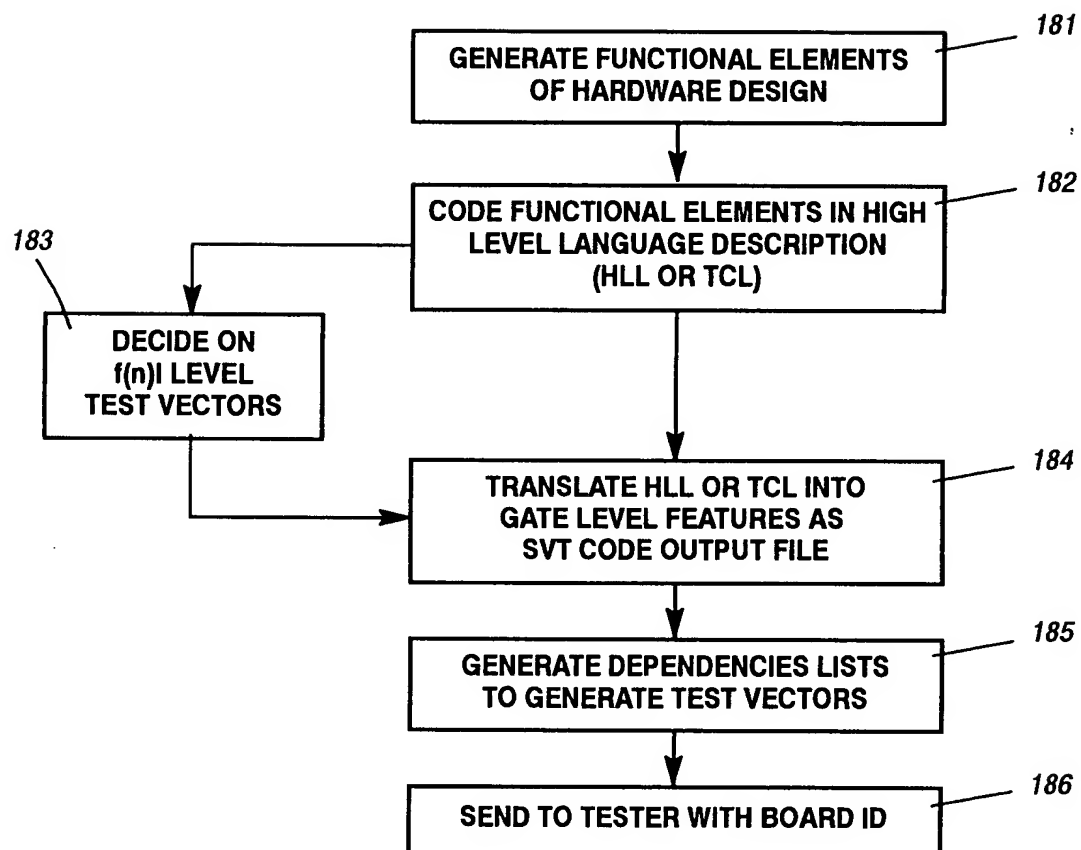 181
GENERATE FUNCTIONAL ELEMENTS
OF HARDWARE DESIGN
182
CODE FUNCTIONAL ELEMENTS IN HIGH
LEVEL LANGUAGE DESCRIPTION
(HLL OR TCL)
183
DECIDE ON
f(n)l LEVEL
TEST VECTORS
184
TRANSLATE HLL OR TCL INTO
GATE LEVEL FEATURES AS
SVT CODE OUTPUT FILE
185
GENERATE DEPENDENCIES LISTS
TO GENERATE TEST VECTORS
186
SEND TO TESTER WITH BOARD ID